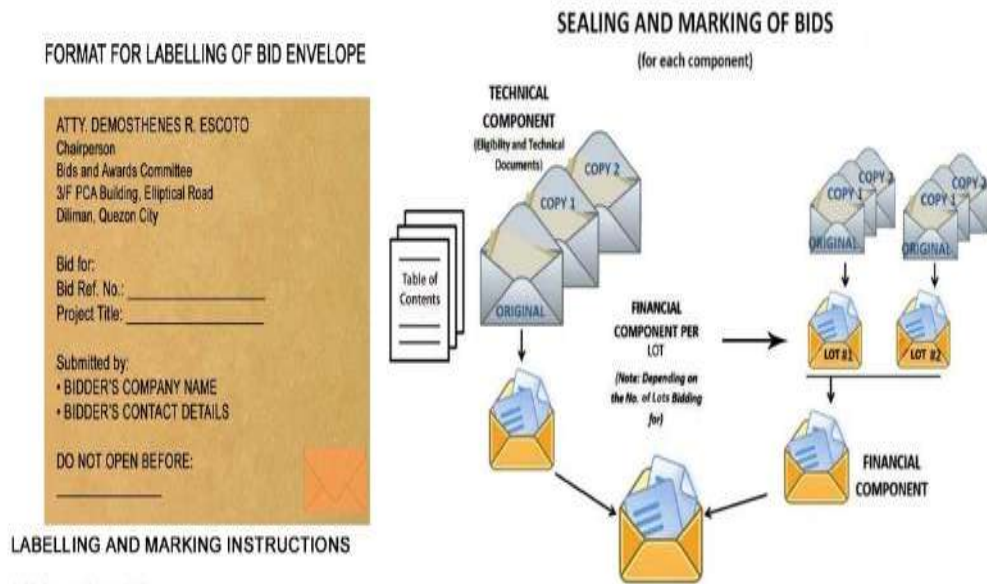 FORMAT FOR LABELLING OF BID ENVELOPE
ATTY. DEMOSTHENES R. ESCOTO
Chairperson
Bids and Awards Committee
3/F PCA Building, Elliptical Road
Diliman, Quezon City
Bid for:
Bid Ref. No.: ____________________
Project Title: ____________________
Submitted by:
• BIDDER'S COMPANY NAME
• BIDDER'S CONTACT DETAILS
DO NOT OPEN BEFORE:
_______________
LABELLING AND MARKING INSTRUCTIONS
SEALING AND MARKING OF BIDS
(for each component)
TECHNICAL
COMPONENT
(Eligibility and Technical
Documents)
COPY 2
COPY 1
ORIGINAL
Table of
Contents
FINANCIAL
COMPONENT PER
LOT
(Note: Depending on
the No. of Lots Bidding
for)
COPY 2
COPY 1
ORIGINAL
COPY 2
COPY 1
ORIGINAL
LOT #1
LOT #2
FINANCIAL
COMPONENT